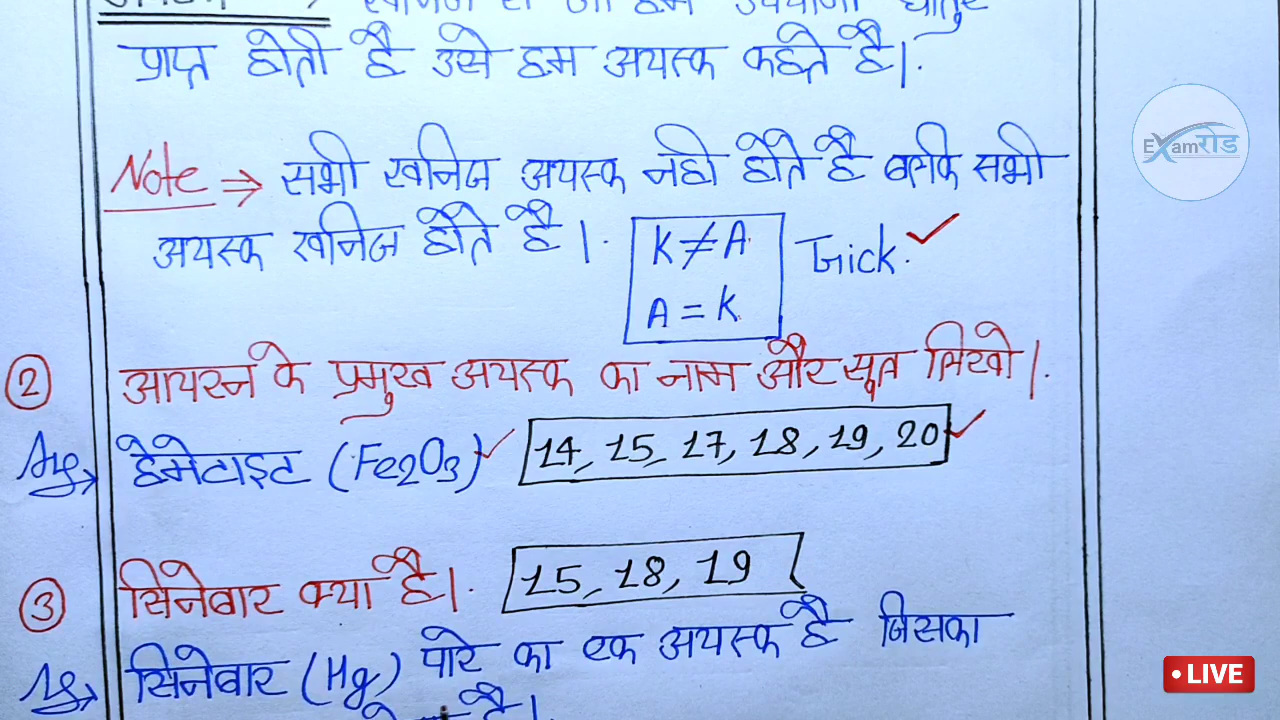 प्राप्त होती है उसे हम अयस्क कहते है।.
Note ⇒ सभी खनिज अयस्क नही होते है बल्कि सभी
अयस्क खनिज होते है।.
K ≠ A
A = K
Trick.
② आयरन के प्रमुख अयस्क का नाम और सूत्र लिखो।.
Ans→ हेमेटाइट (Fe2O3) 14, 15, 17, 18, 19, 20
③ सिनेबार क्या है।. 15, 18, 19
Ans→ सिनेबार (Hg) पारे का एक अयस्क है जिसका
है।
Examरोड
LIVE